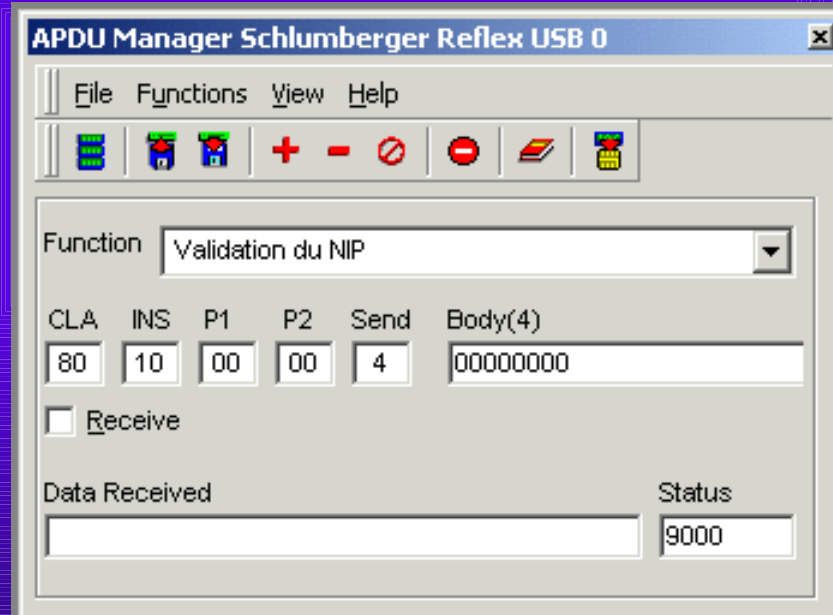 APDU Manager Schlumberger Reflex USB 0
File Functions View Help
Function Validation du NIP
CLA INS P1 P2 Send Body(4)
80 10 00 00 4 00000000
Receive
Data Received Status
9000